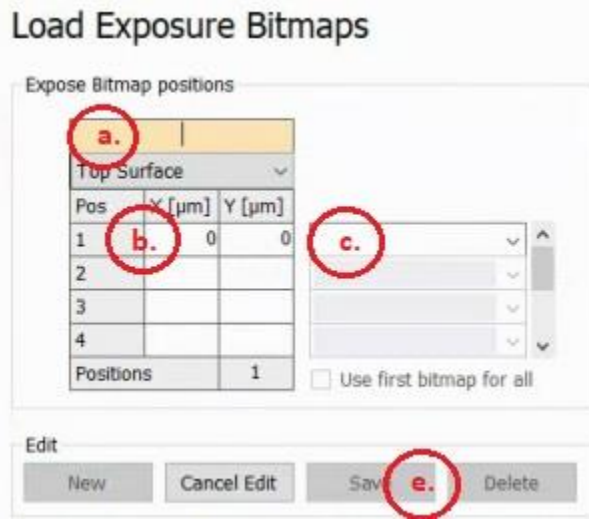 Load Exposure Bitmaps
Expose Bitmap positions
a.
Top Surface
Pos X [µm] Y [µm]
1 b. 0 0 c.
2
3
4
Positions 1
Use first bitmap for all
Edit
New Cancel Edit Sav e. Delete